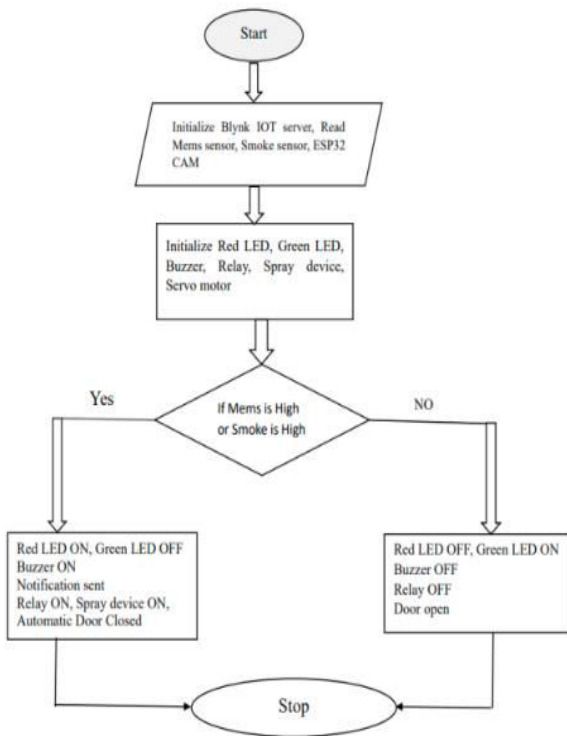 Start
Initialize Blynk IOT server, Read
Mems sensor, Smoke sensor, ESP32
CAM
Initialize Red LED, Green LED,
Buzzer, Relay, Spray device,
Servo motor
If Mems is High
or Smoke is High
Yes
NO
Red LED ON, Green LED OFF
Buzzer ON
Notification sent
Relay ON, Spray device ON,
Automatic Door Closed
Red LED OFF, Green LED ON
Buzzer OFF
Relay OFF
Door open
Stop